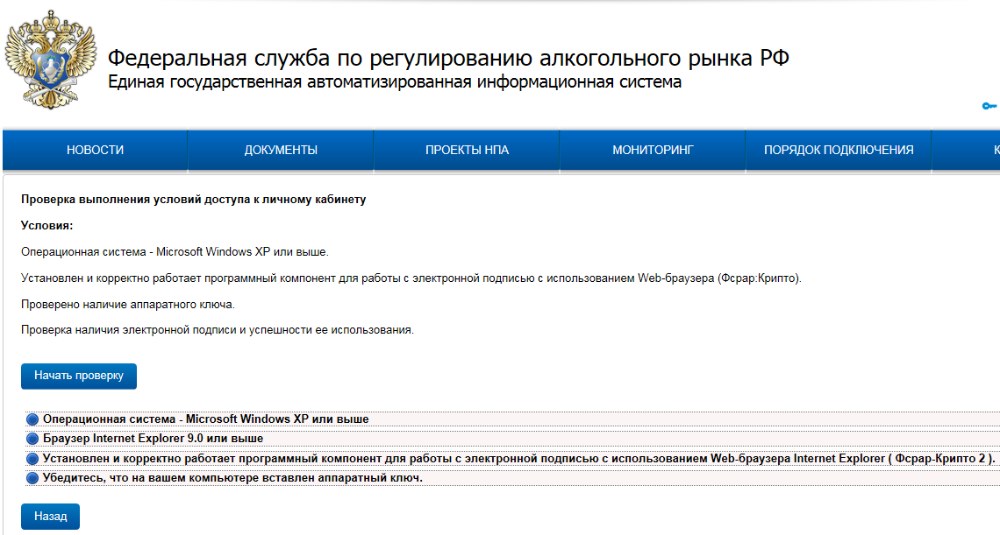 Федеральная служба по регулированию алкогольного рынка РФ
Единая государственная автоматизированная информационная система
НОВОСТИ ДОКУМЕНТЫ ПРОЕКТЫ НПА МОНИТОРИНГ ПОРЯДОК ПОДКЛЮЧЕНИЯ К
Проверка выполнения условий доступа к личному кабинету
Условия:
Операционная система - Microsoft Windows XP или выше.
Установлен и корректно работает программный компонент для работы с электронной подписью с использованием Web-браузера (Фсрар:Крипто).
Проверено наличие аппаратного ключа.
Проверка наличия электронной подписи и успешности ее использования.
Начать проверку
Операционная система - Microsoft Windows XP или выше
Браузер Internet Explorer 9.0 или выше
Установлен и корректно работает программный компонент для работы с электронной подписью с использованием Web-браузера Internet Explorer ( Фсрар-Крипто 2 ).
Убедитесь, что на вашем компьютере вставлен аппаратный ключ.
Назад